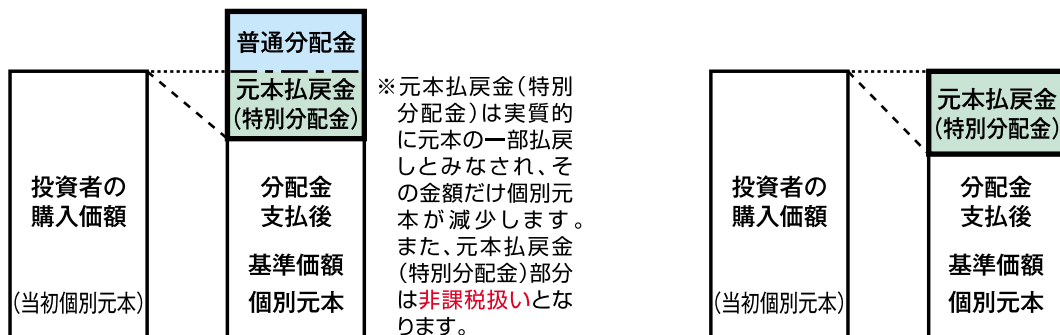 投資者の
購入価額
(当初個別元本)
普通分配金
元本払戻金
(特別分配金)
分配金
支払後
基準価額
個別元本
※元本払戻金(特別
分配金)は実質的
に元本の一部払戻
しとみなされ、そ
の金額だけ個別元
本が減少します。
また、元本払戻金
(特別分配金)部分
は非課税扱いとな
ります。
投資者の
購入価額
(当初個別元本)
元本払戻金
(特別分配金)
分配金
支払後
基準価額
個別元本